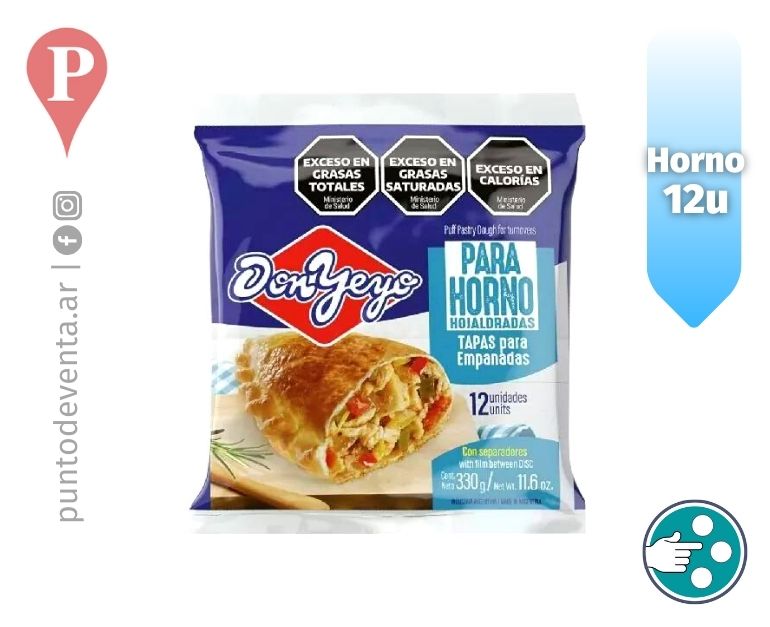 P
puntodeventa.ar |
EXCESO EN
GRASAS
TOTALES
Ministerio
de Salud
EXCESO EN
GRASAS
SATURADAS
Ministerio
de Salud
EXCESO EN
CALORÍAS
Ministerio
de Salud
Puff Pastry Dough for turnovers
Don Yeyo
PARA
HORNO
HOJALDRADAS
TAPAS para
Empanadas
12 unidades
units
Con separadores
with film between DISC
Cont.
Neto 330 g / Net Wt. 11.6 oz.
Horno
12u